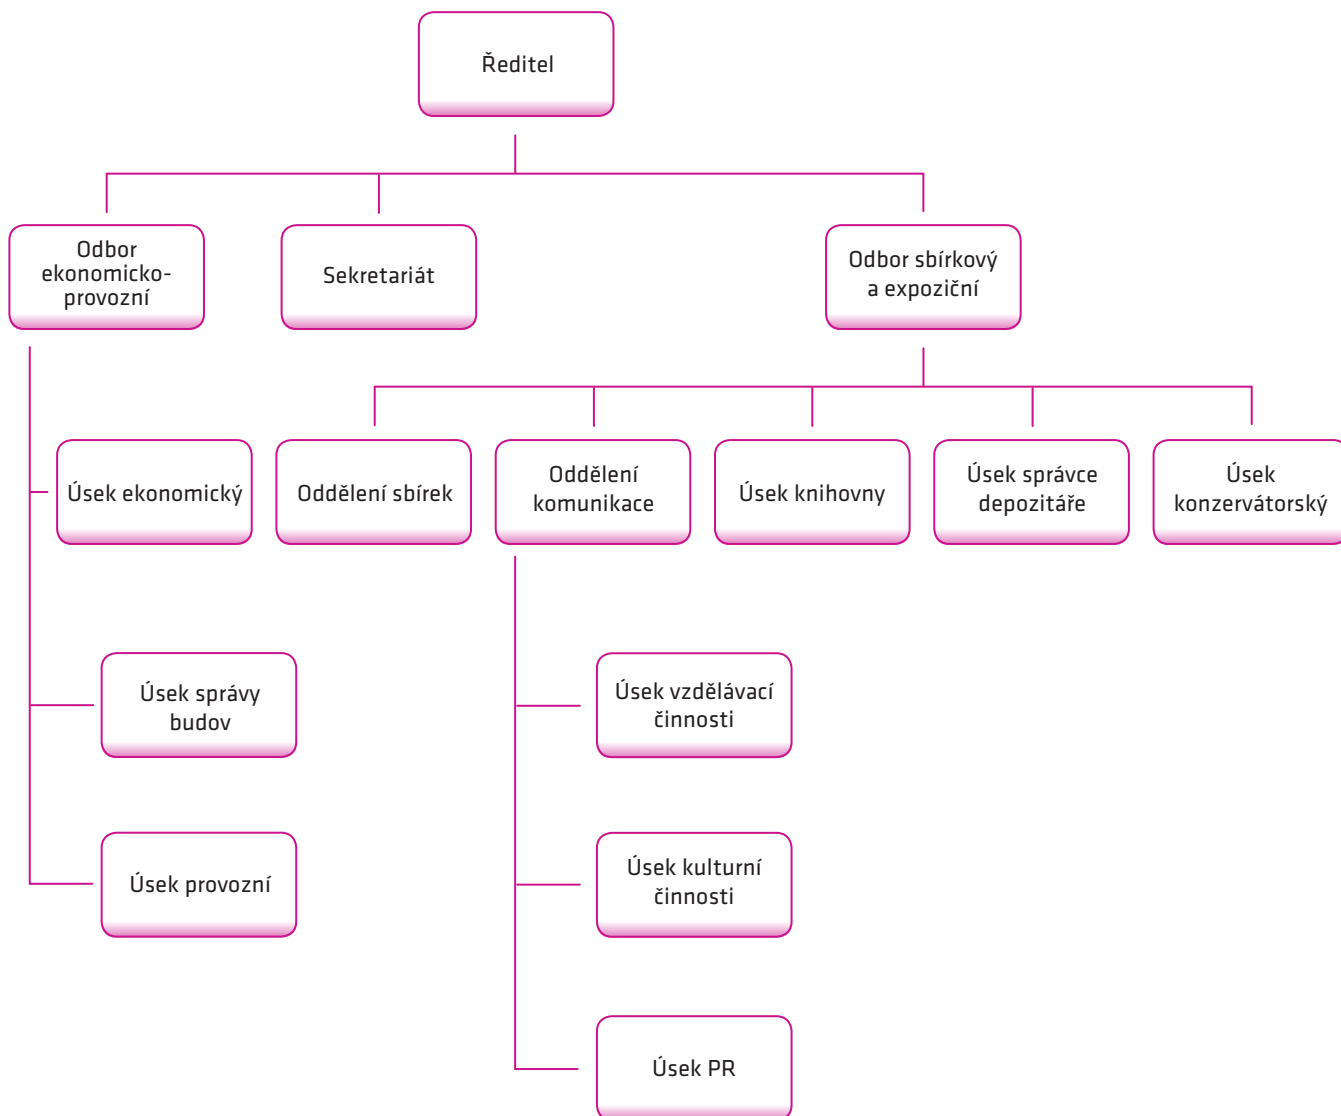 Ředitel
Odbor
ekonomicko-
provozní
Sekretariát
Odbor sbírkový
a expoziční
Úsek ekonomický
Oddělení sbírek
Oddělení
komunikace
Úsek knihovny
Úsek správce
depozitáře
Úsek
konzervátorský
Úsek správy
budov
Úsek vzdělávací
činnosti
Úsek provozní
Úsek kulturní
činnosti
Úsek PR